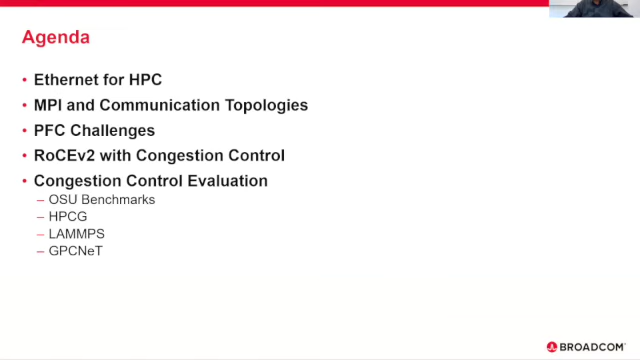 Agenda
• Ethernet for HPC
• MPI and Communication Topologies
• PFC Challenges
• RoCEv2 with Congestion Control
• Congestion Control Evaluation
– OSU Benchmarks
– HPCG
– LAMMPS
– GPCNeT
BROADCOM